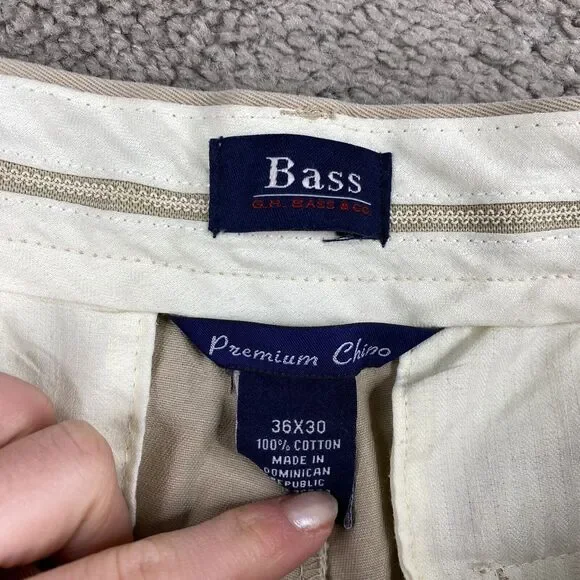 Bass
G.H. BASS & CO.
Premium Chino
36X30
100% COTTON
MADE IN
DOMINICAN
REPUBLIC